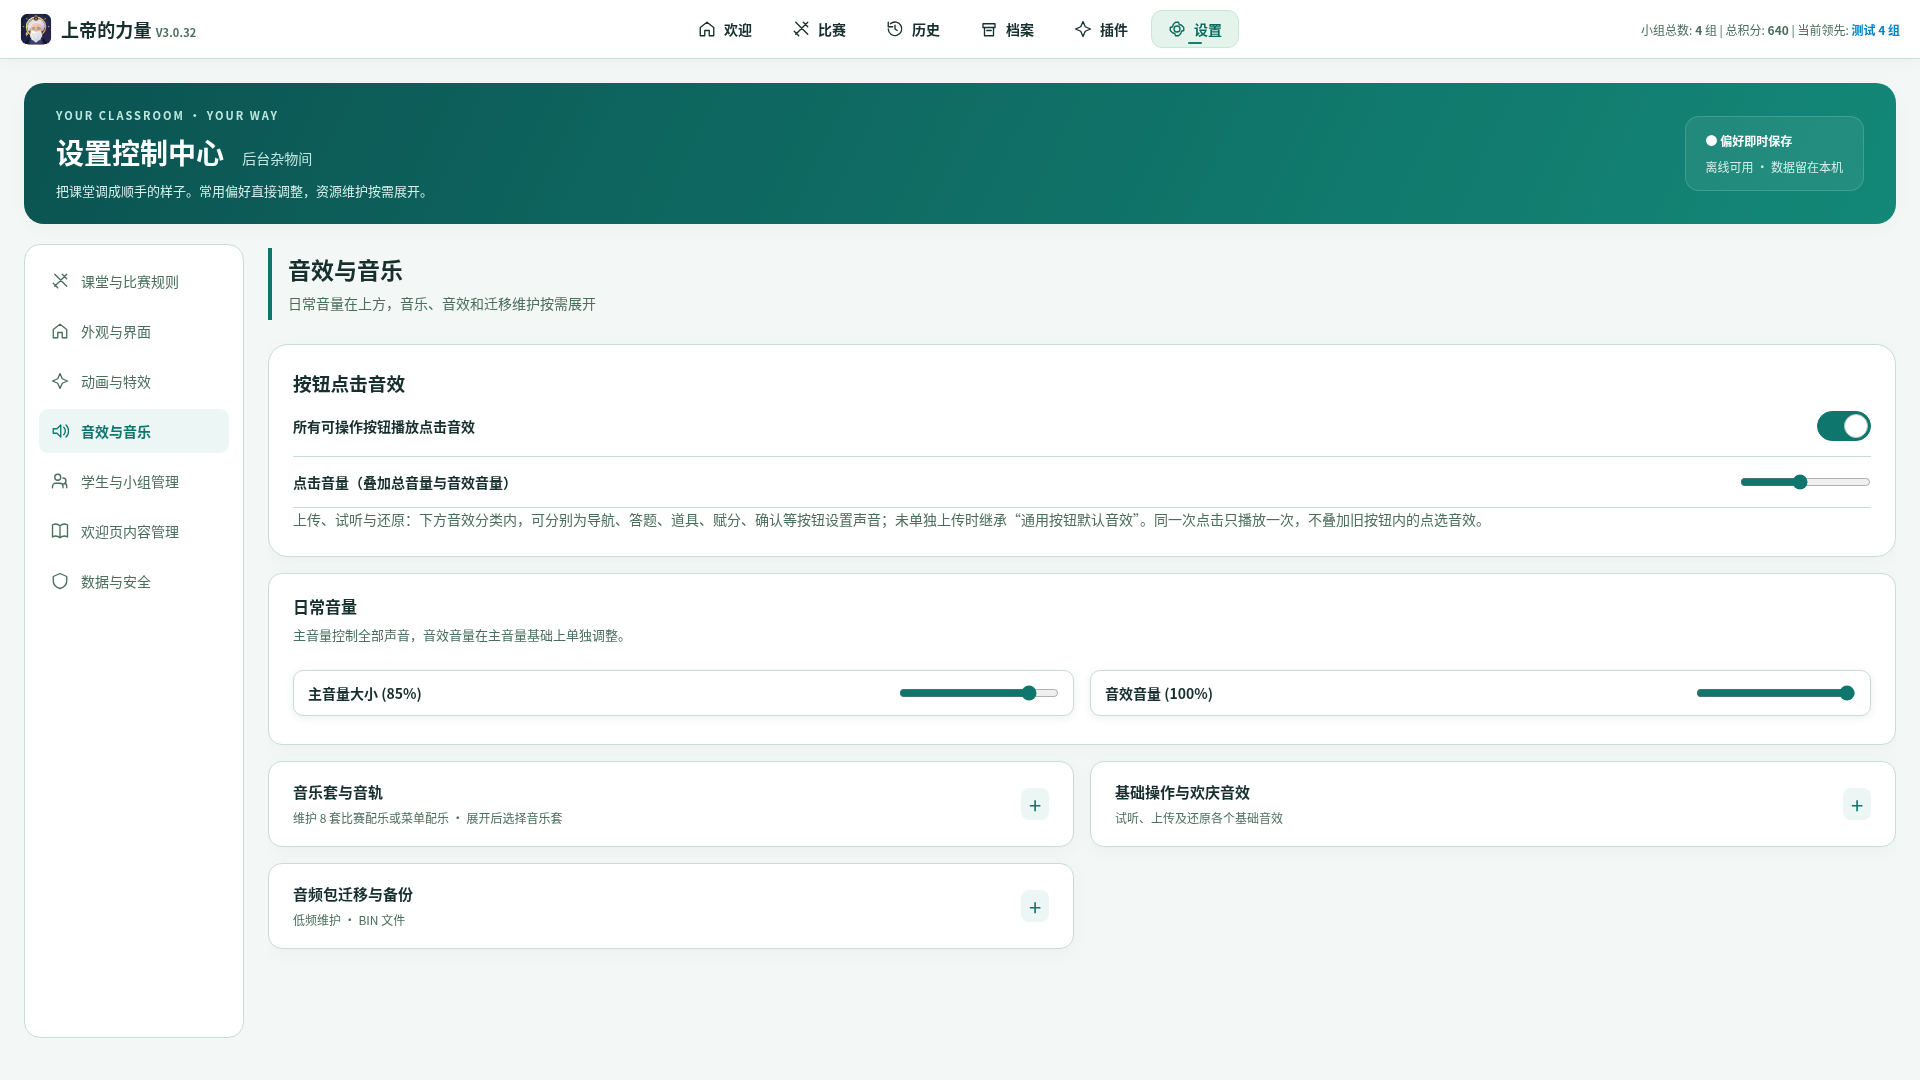 上帝的力量 V3.0.32
欢迎
比赛
历史
档案
插件
设置
小组总数: 4 组 | 总积分: 640 | 当前领先: 测试 4 组
YOUR CLASSROOM · YOUR WAY
设置控制中心 后台杂物间
把课堂调成顺手的样子。常用偏好直接调整，资源维护按需展开。
偏好即时保存
离线可用 · 数据留在本机
课堂与比赛规则
外观与界面
动画与特效
音效与音乐
学生与小组管理
欢迎页内容管理
数据与安全
音效与音乐
日常音量在上方，音乐、音效和迁移维护按需展开
按钮点击音效
所有可操作按钮播放点击音效
点击音量（叠加总音量与音效音量）
上传、试听与还原：下方音效分类内，可分别为导航、答题、道具、赋分、确认等按钮设置声音；未单独上传时继承“通用按钮默认音效”。同一次点击只播放一次，不叠加旧按钮内的点选音效。
日常音量
主音量控制全部声音，音效音量在主音量基础上单独调整。
主音量大小 (85%)
音效音量 (100%)
音乐套与音轨
维护 8 套比赛配乐或菜单配乐 · 展开后选择音乐套
+
基础操作与欢庆音效
试听、上传及还原各个基础音效
+
音频包迁移与备份
低频维护 · BIN 文件
+